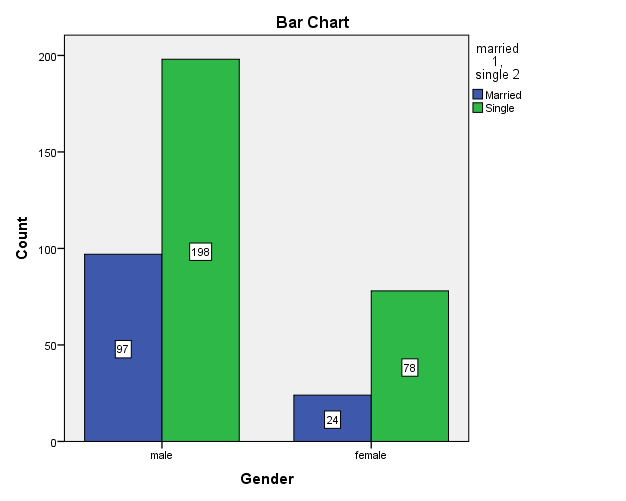 Bar Chart
married
1,
single 2
Married
Single
Count
200
150
100
50
0
97
198
24
78
male
female
Gender